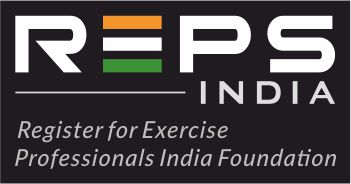 REPS
INDIA
Register for Exercise
Professionals India Foundation